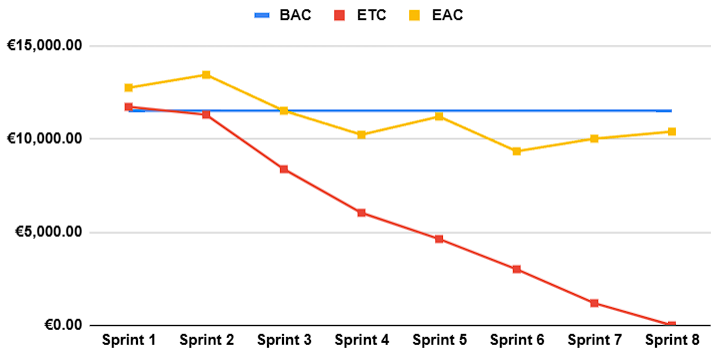 BAC ETC EAC
€15,000.00
€10,000.00
€5,000.00
€0.00
Sprint 1 Sprint 2 Sprint 3 Sprint 4 Sprint 5 Sprint 6 Sprint 7 Sprint 8